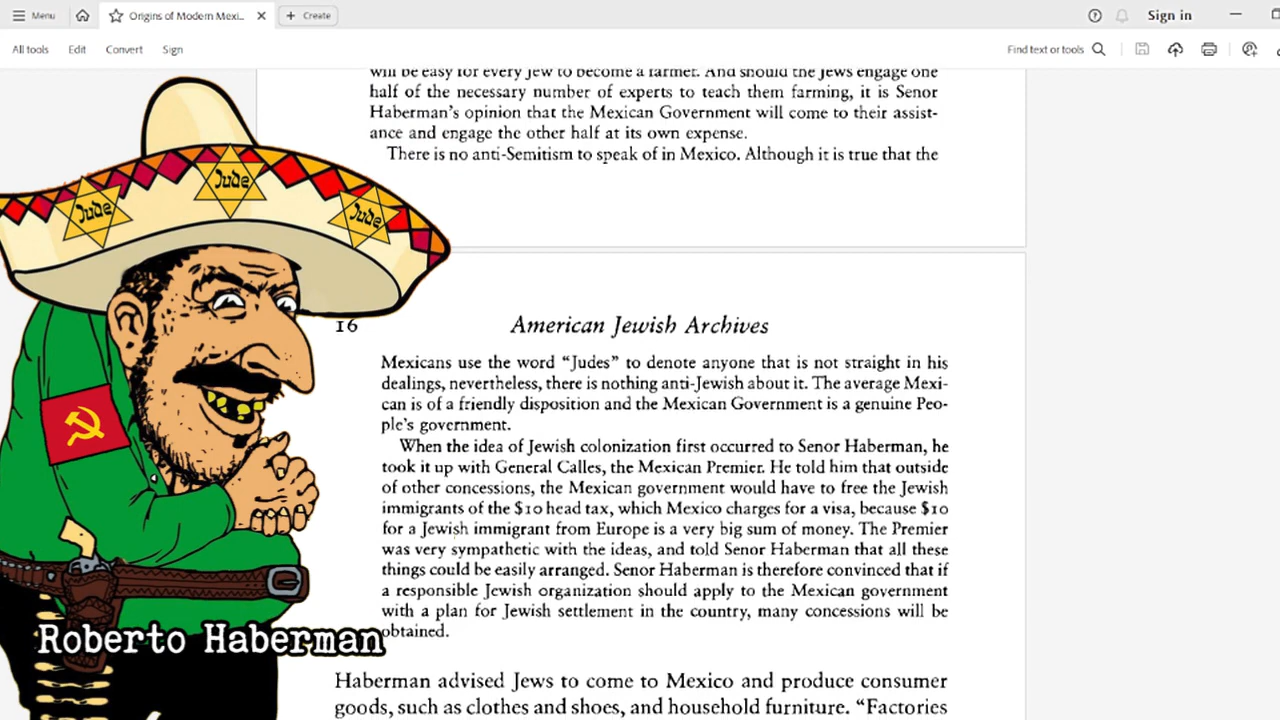 Menu
Origins of Modern Mexi...
Create
Sign in
All tools
Edit
Convert
Sign
Find text or tools
will be easy for every Jew to become a farmer. And should the Jews engage one
half of the necessary number of experts to teach them farming, it is Senor
Haberman's opinion that the Mexican Government will come to their assist-
ance and engage the other half at its own expense.
There is no anti-Semitism to speak of in Mexico. Although it is true that the
Jude
Jude
Jude
16
American Jewish Archives
Mexicans use the word “Judes” to denote anyone that is not straight in his
dealings, nevertheless, there is nothing anti-Jewish about it. The average Mexi-
can is of a friendly disposition and the Mexican Government is a genuine Peo-
ple's government.
When the idea of Jewish colonization first occurred to Senor Haberman, he
took it up with General Calles, the Mexican Premier. He told him that outside
of other concessions, the Mexican government would have to free the Jewish
immigrants of the $10 head tax, which Mexico charges for a visa, because $10
for a Jewish immigrant from Europe is a very big sum of money. The Premier
was very sympathetic with the ideas, and told Senor Haberman that all these
things could be easily arranged. Senor Haberman is therefore convinced that if
a responsible Jewish organization should apply to the Mexican government
with a plan for Jewish settlement in the country, many concessions will be
obtained.
Roberto Haberman
Haberman advised Jews to come to Mexico and produce consumer
goods, such as clothes and shoes, and household furniture. “Factories